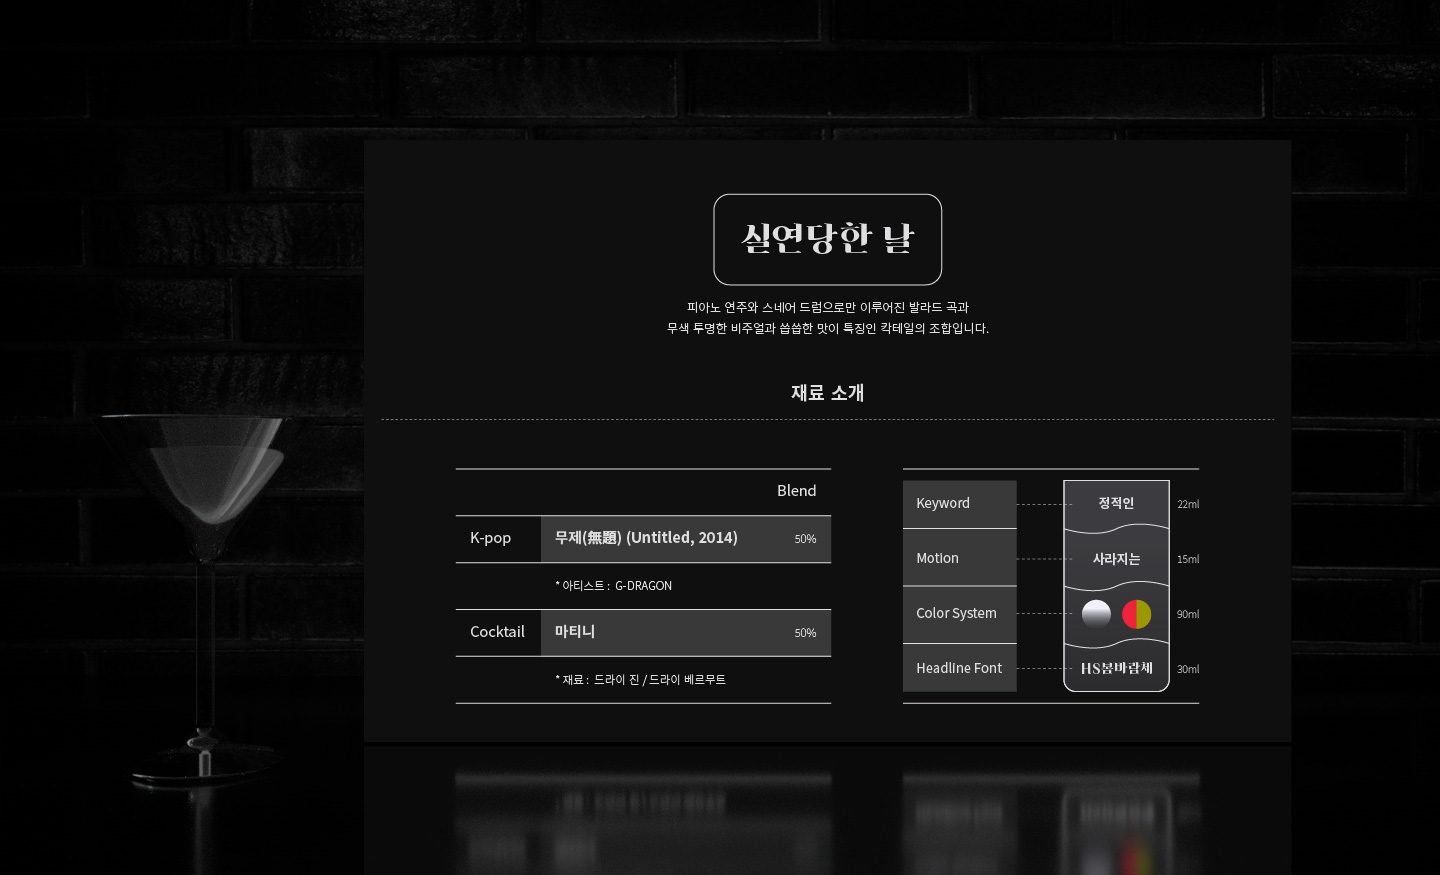 실연당한 날
피아노 연주와 스네어 드럼으로만 이루어진 발라드 곡과
무색 투명한 비주얼과 씁쓸한 맛이 특징인 칵테일의 조합입니다.
재료 소개
Blend
K-pop 무제(無題) (Untitled, 2014) 50%
* 아티스트 : G-DRAGON
Cocktail 마티니 50%
* 재료 : 드라이 진 / 드라이 베르무트
Keyword 정적인 22ml
Motion 사라지는 15ml
Color System 90ml
Headline Font HS봄바람체 30ml